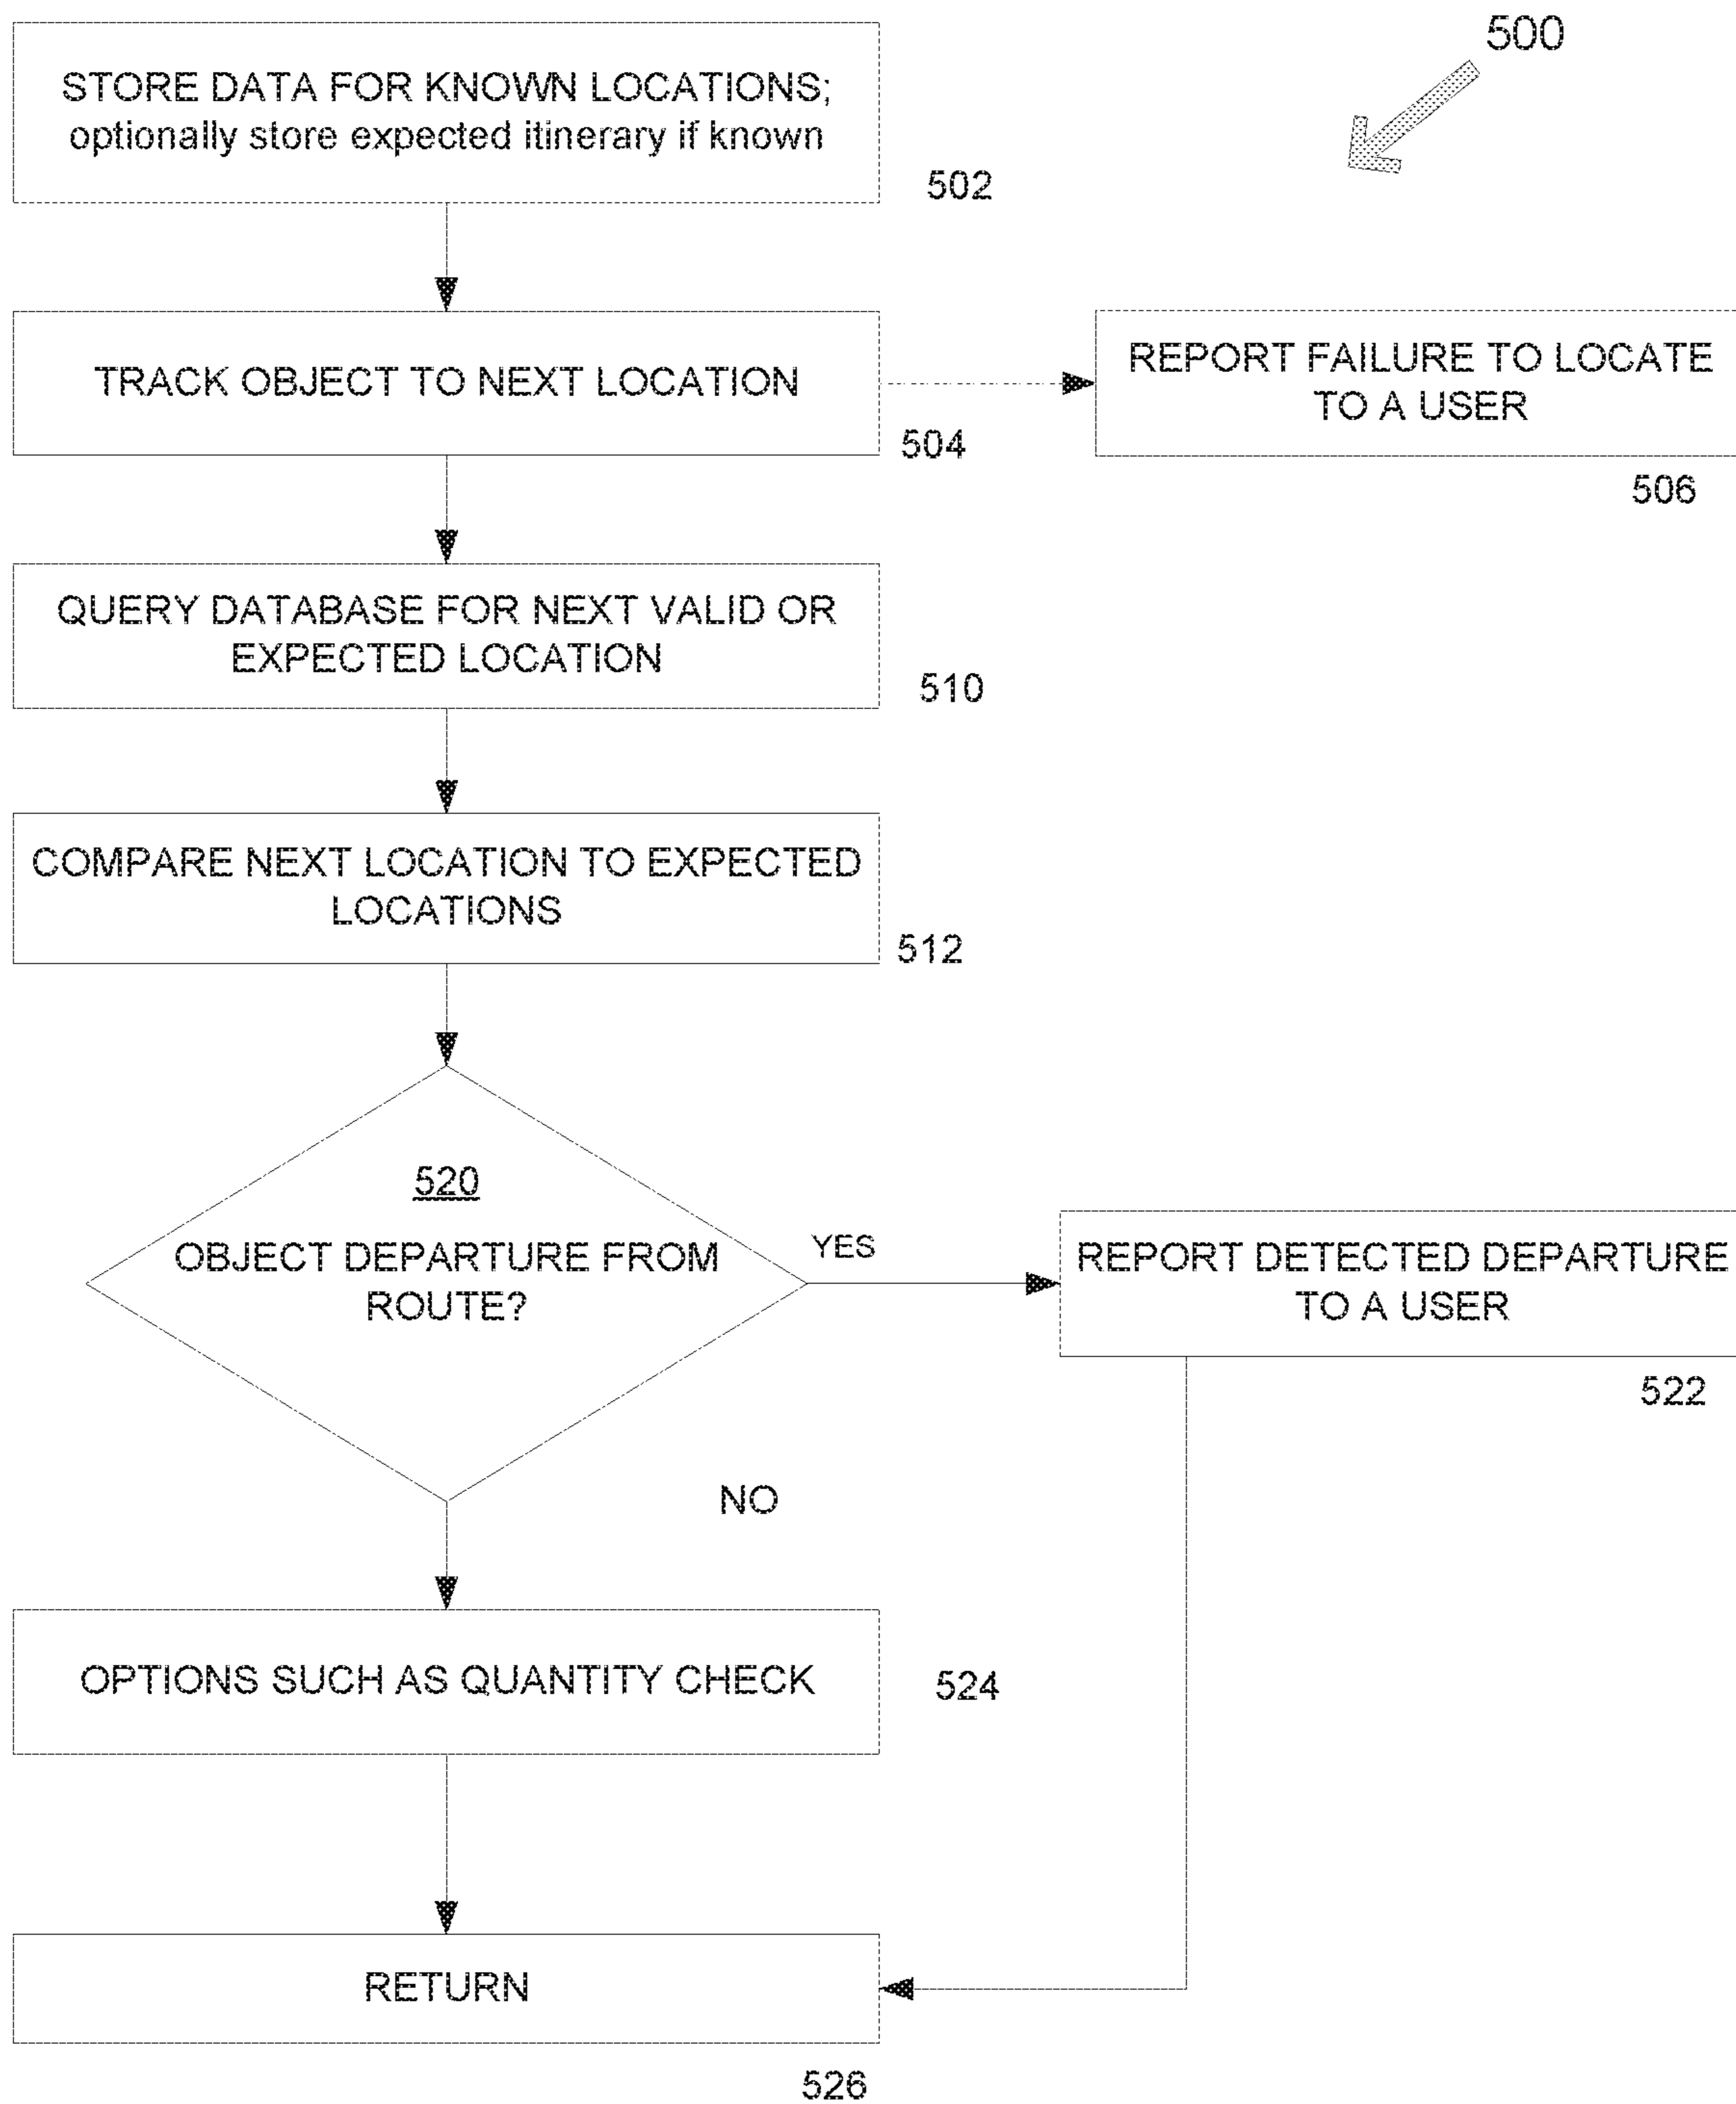 500
STORE DATA FOR KNOWN LOCATIONS;
optionally store expected itinerary if known
502
TRACK OBJECT TO NEXT LOCATION
504
REPORT FAILURE TO LOCATE
TO A USER
506
QUERY DATABASE FOR NEXT VALID OR
EXPECTED LOCATION
510
COMPARE NEXT LOCATION TO EXPECTED
LOCATIONS
512
520
OBJECT DEPARTURE FROM
ROUTE?
YES
REPORT DETECTED DEPARTURE
TO A USER
522
NO
OPTIONS SUCH AS QUANTITY CHECK
524
RETURN
526